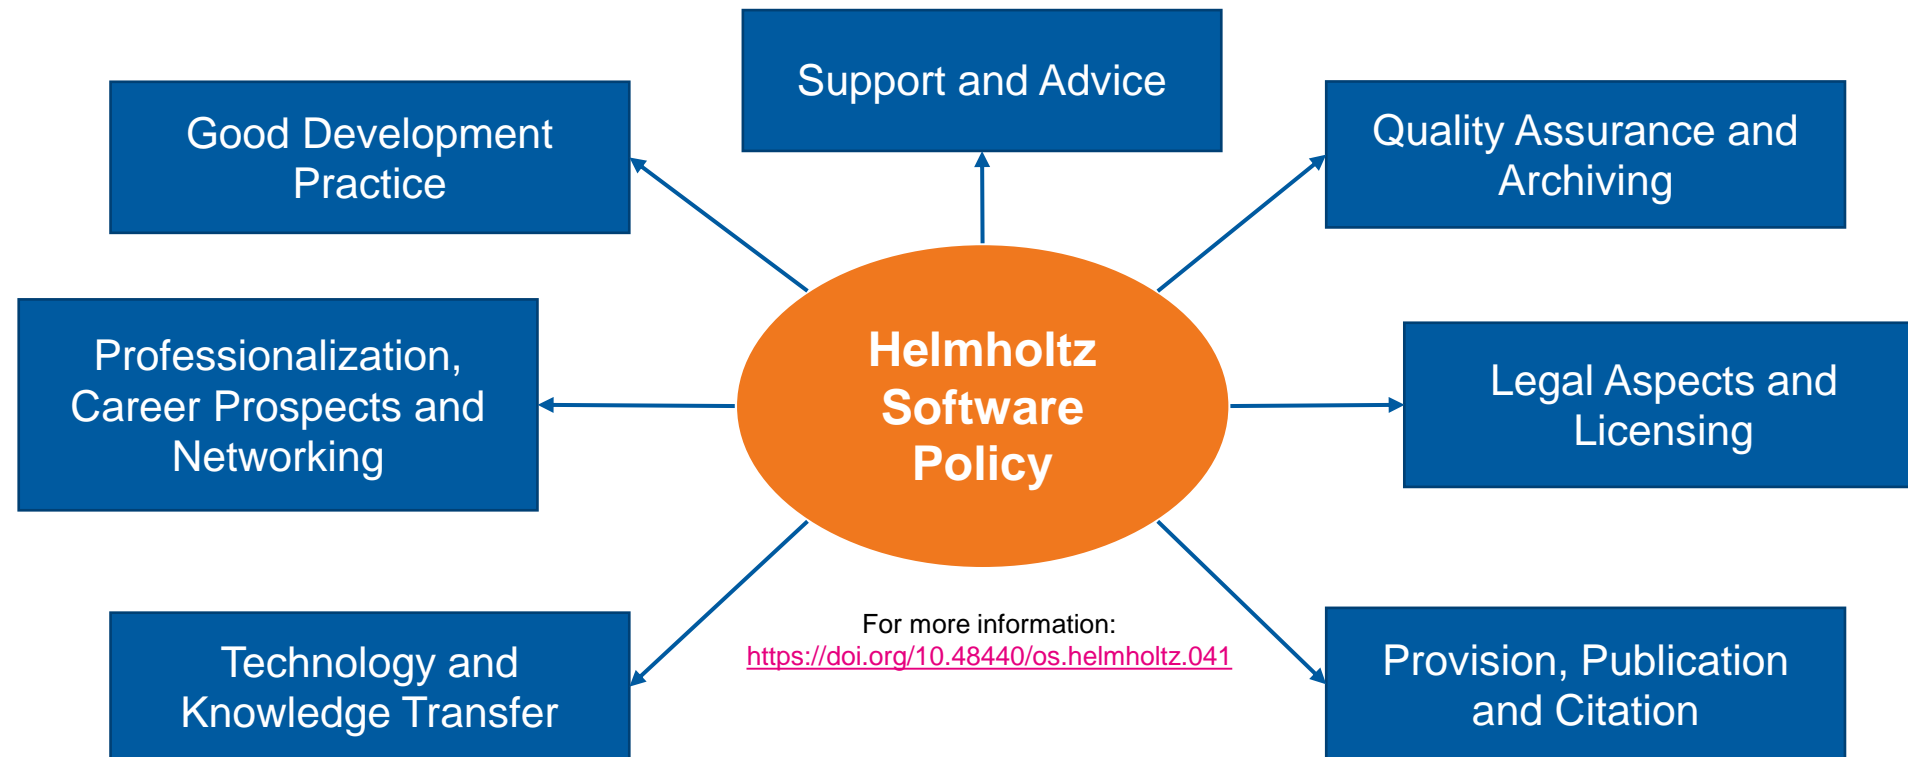 Support and Advice
Good Development
Practice
Quality Assurance and
Archiving
Professionalization,
Career Prospects and
Networking
Helmholtz
Software
Policy
Legal Aspects and
Licensing
Technology and
Knowledge Transfer
For more information:
https://doi.org/10.48440/os.helmholtz.041
Provision, Publication
and Citation